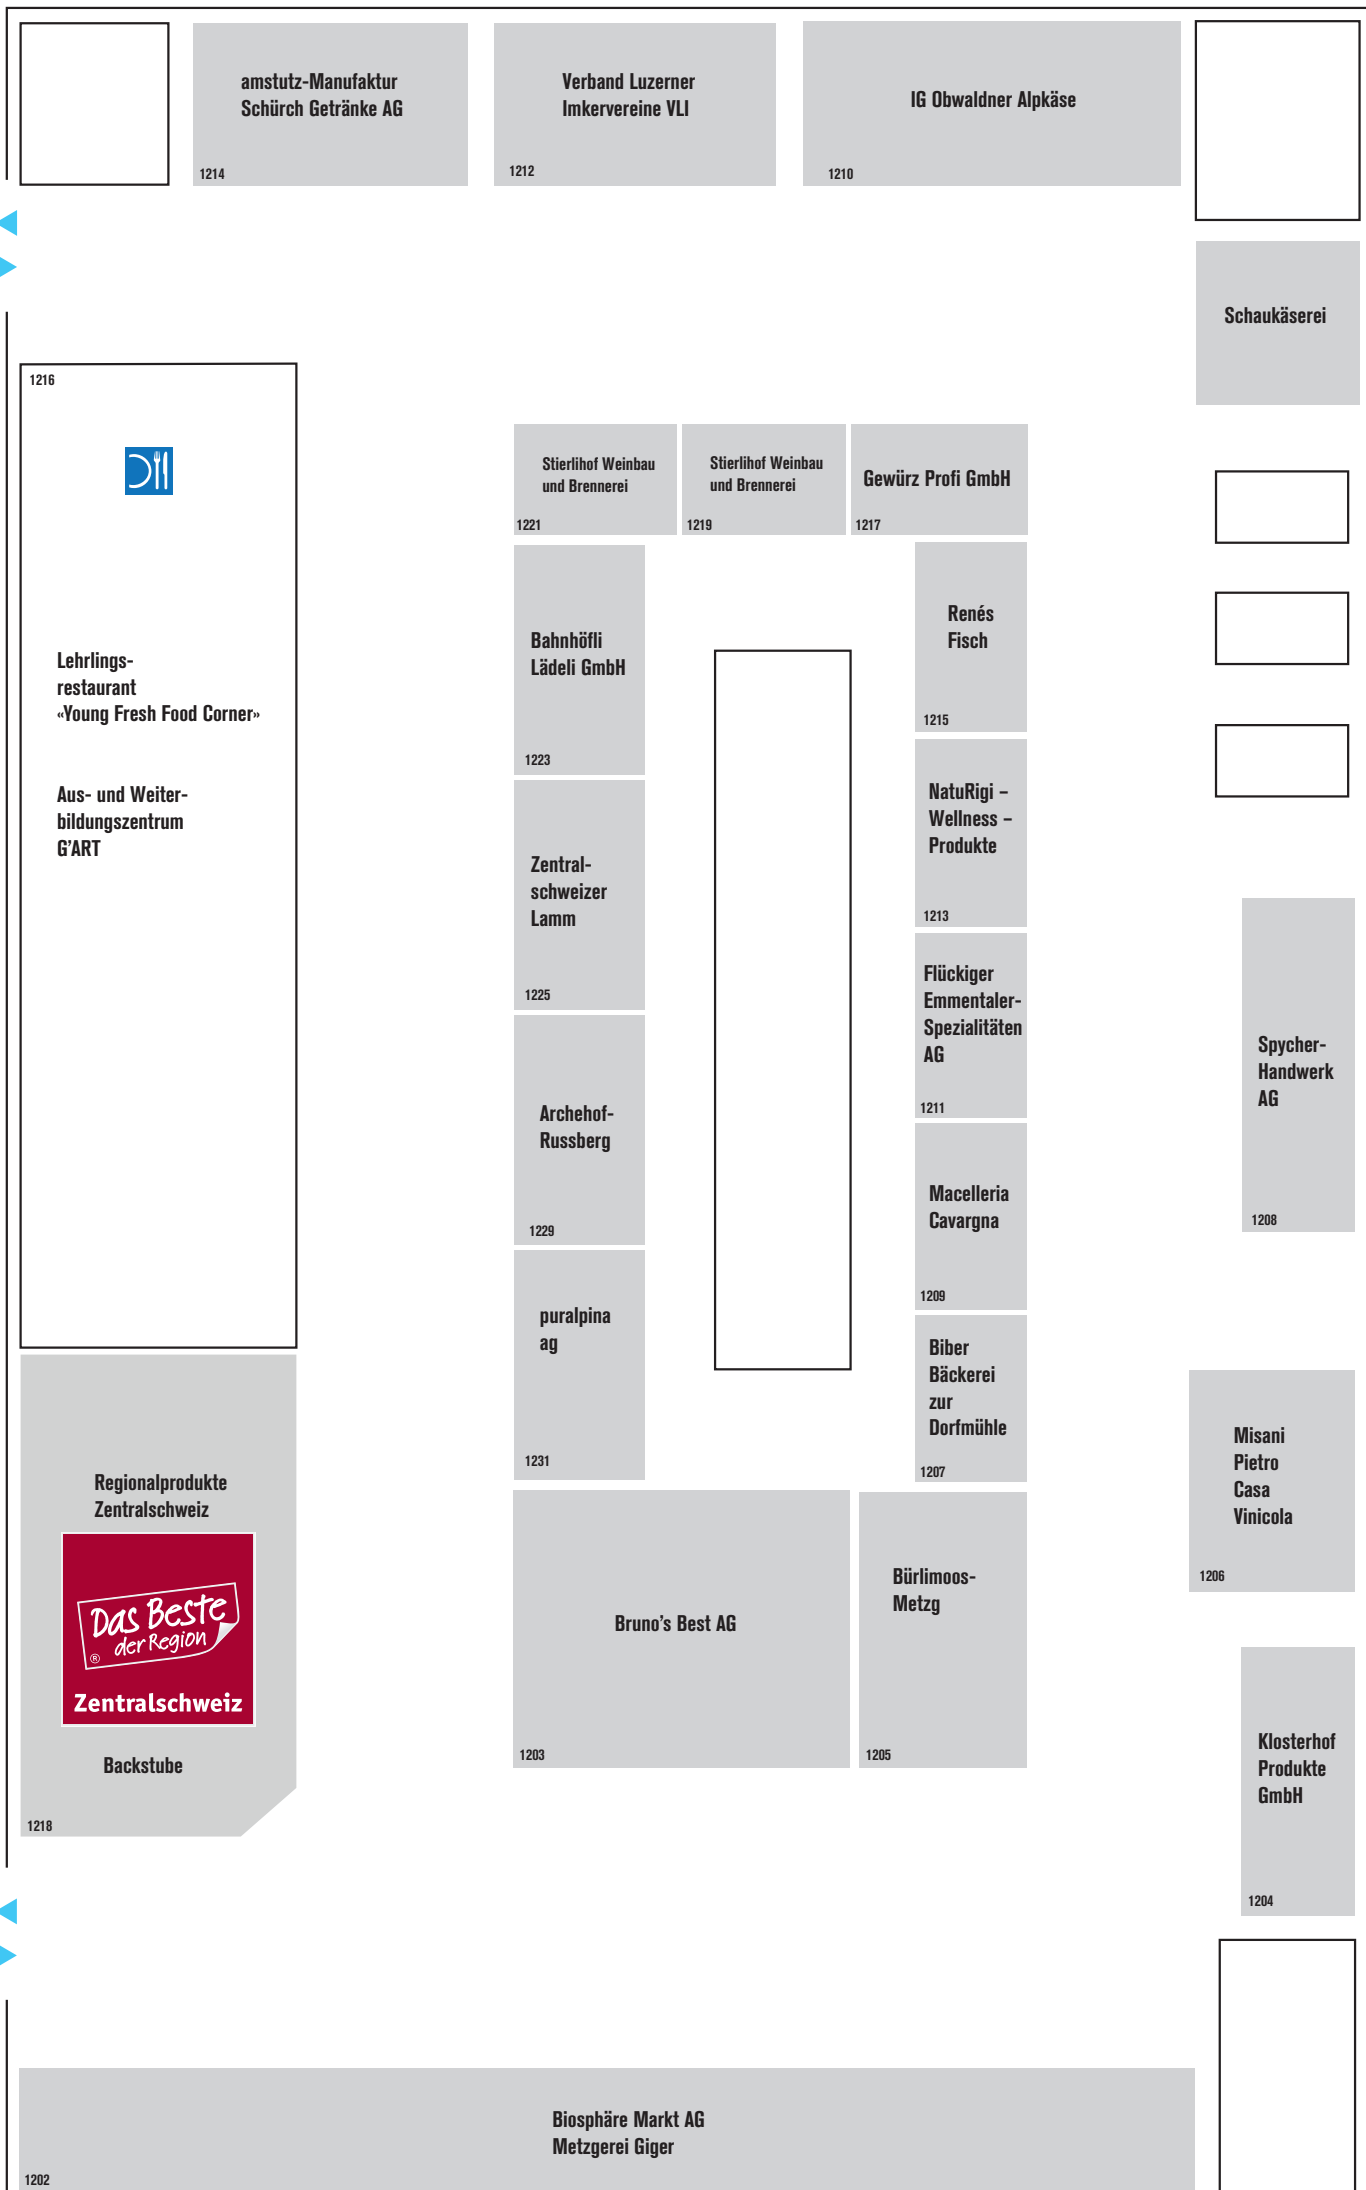 amstutz-Manufaktur
Schürch Getränke AG
1214
Verband Luzerner
Imkervereine VLI
1212
IG Obwaldner Alpkäse
1210
Schaukäserei
1216
Lehrlings-
restaurant
«Young Fresh Food Corner»
Aus- und Weiter-
bildungszentrum
G'ART
Stierlihof Weinbau
und Brennerei
1221
Stierlihof Weinbau
und Brennerei
1219
Gewürz Profi GmbH
1217
Bahnhöfli
Lädeli GmbH
1223
Renés
Fisch
1215
Zentral-
schweizer
Lamm
1225
NatuRigi –
Wellness –
Produkte
1213
Flückiger
Emmentaler-
Spezialitäten
AG
1211
Archehof-
Russberg
1229
Macelleria
Cavargna
1209
Spycher-
Handwerk
AG
1208
puralpina
ag
1231
Biber
Bäckerei
zur
Dorfmühle
1207
Misani
Pietro
Casa
Vinicola
1206
Regionalprodukte
Zentralschweiz
Das Beste
der Region
®
Zentralschweiz
Backstube
1218
Bruno's Best AG
1203
Bürlimoos-
Metzg
1205
Klosterhof
Produkte
GmbH
1204
Biosphäre Markt AG
Metzgerei Giger
1202